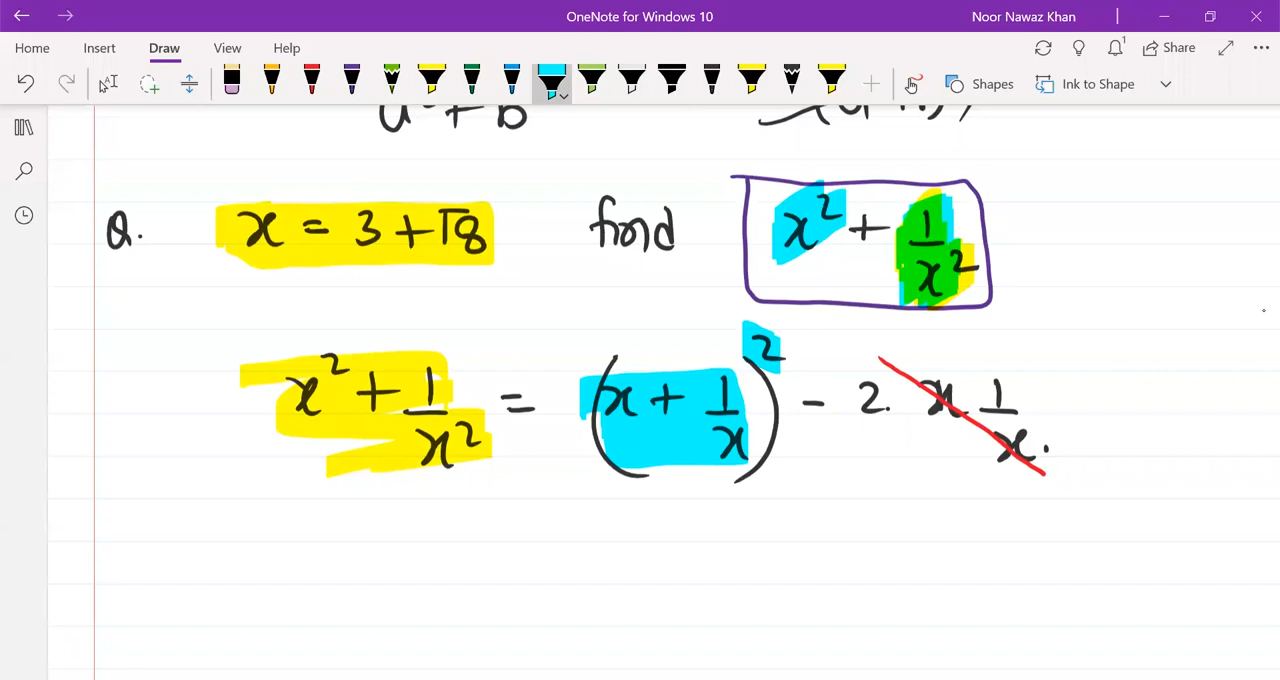 OneNote for Windows 10
Noor Nawaz Khan
Home Insert Draw View Help
1
Share
Shapes
Ink to Shape
Q. x = 3 + √8 find x² + 1/x²
x² + 1/x² = (x + 1/x)² - 2. x 1/x.